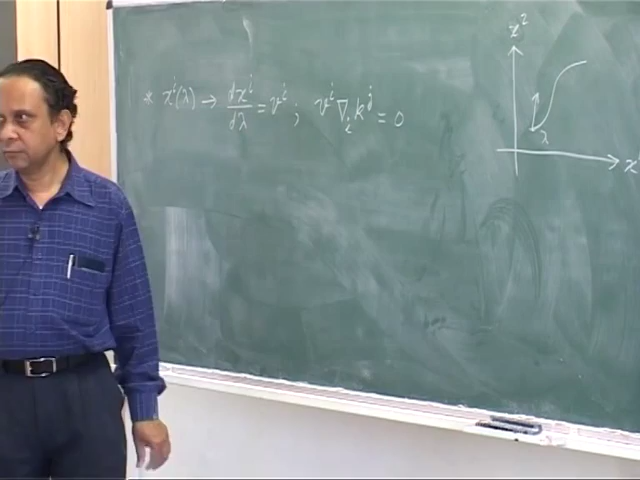 * x^i(λ) → dx^i/dλ = v^i ; v^i ∇_i k^j = 0
x^2
λ
x^1